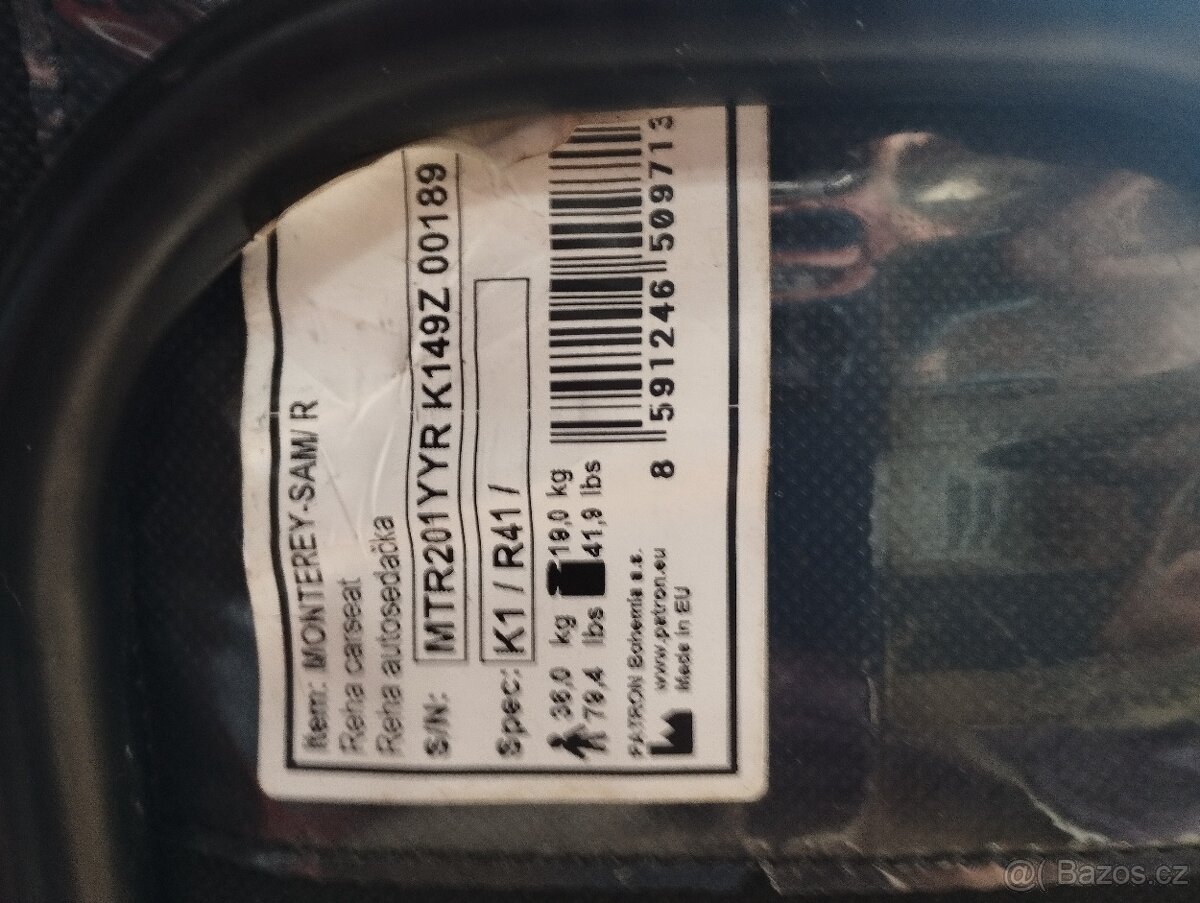 Item: MONTEREY-SAM/ R
Reha carseat
Reha autosedačka
S/N: MTR201YYR K149Z 00189
Spec: K1 / R41 /
36,0 kg 19,0 kg
79,4 lbs 41,9 lbs
PATRON Bohemia a.s.
www.patron.eu
Made in EU
8 591246 509713
@( Bazos.cz